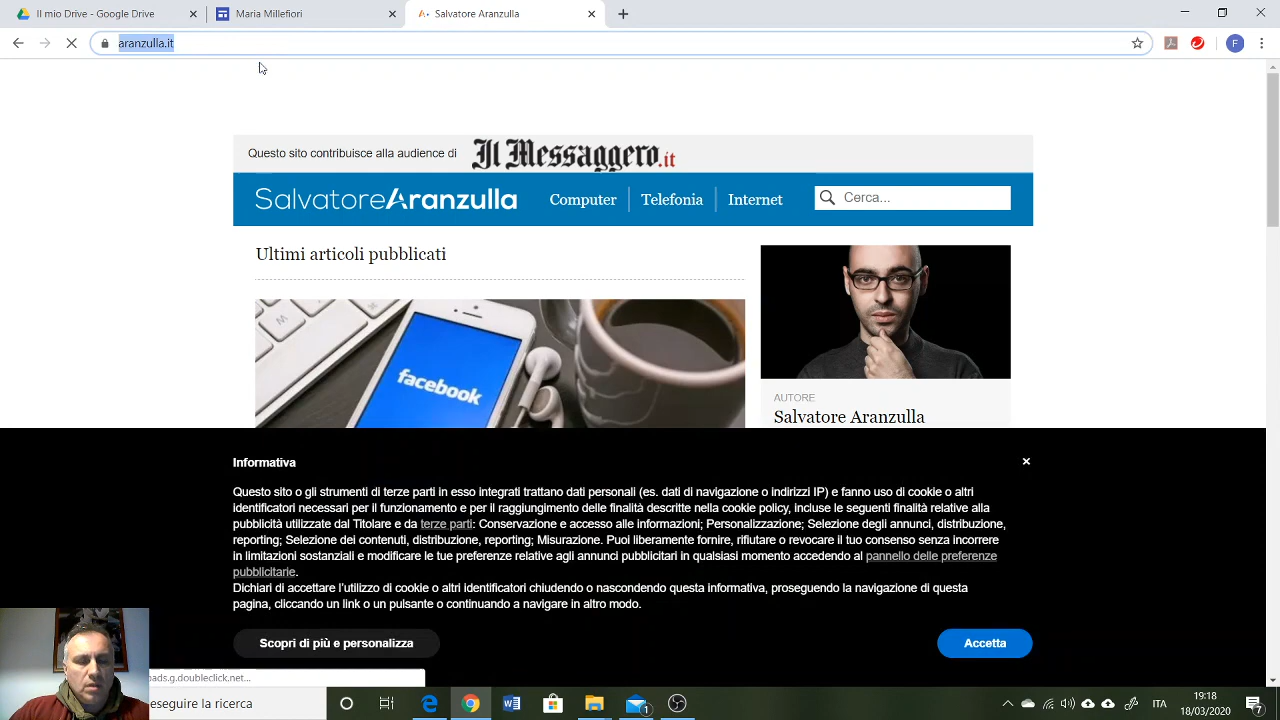 Il mio Drive - Google Drive
Maria Millefiori
Salvatore Aranzulla
aranzulla.it
F
Questo sito contribuisce alla audience di
Il Messaggero.it
SalvatoreAranzulla
Computer
Telefonia
Internet
Cerca...
Ultimi articoli pubblicati
facebook
AUTORE
Salvatore Aranzulla
Informativa
Questo sito o gli strumenti di terze parti in esso integrati trattano dati personali (es. dati di navigazione o indirizzi IP) e fanno uso di cookie o altri
identificatori necessari per il funzionamento e per il raggiungimento delle finalità descritte nella cookie policy, incluse le seguenti finalità relative alla
pubblicità utilizzate dal Titolare e da terze parti: Conservazione e accesso alle informazioni; Personalizzazione; Selezione degli annunci, distribuzione,
reporting; Selezione dei contenuti, distribuzione, reporting; Misurazione. Puoi liberamente fornire, rifiutare o revocare il tuo consenso senza incorrere
in limitazioni sostanziali e modificare le tue preferenze relative agli annunci pubblicitari in qualsiasi momento accedendo al pannello delle preferenze
pubblicitarie.
Dichiari di accettare l'utilizzo di cookie o altri identificatori chiudendo o nascondendo questa informativa, proseguendo la navigazione di questa
pagina, cliccando un link o un pulsante o continuando a navigare in altro modo.
Scopri di più e personalizza
Accetta
ads.g.doubleclick.net...
eseguire la ricerca
1
ITA
19:18
18/03/2020
7